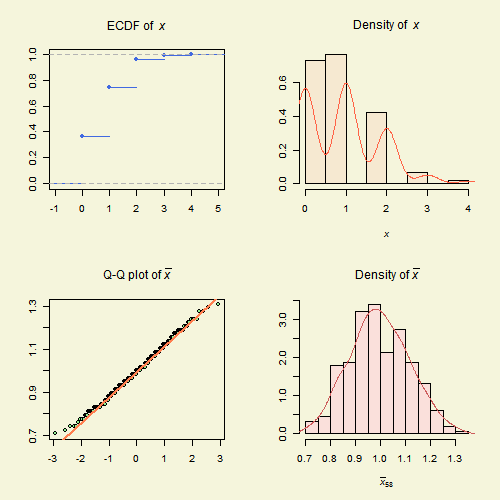 ECDF of x
Density of x
0.0 0.2 0.4 0.6 0.8 1.0
-1 0 1 2 3 4 5
0.0 0.2 0.4 0.6
0 1 2 3 4
x
Q-Q plot of x̅
Density of x̅
0.7 0.9 1.1 1.3
-3 -2 -1 0 1 2 3
0.0 1.0 2.0 3.0
0.7 0.8 0.9 1.0 1.1 1.2 1.3
x̅58